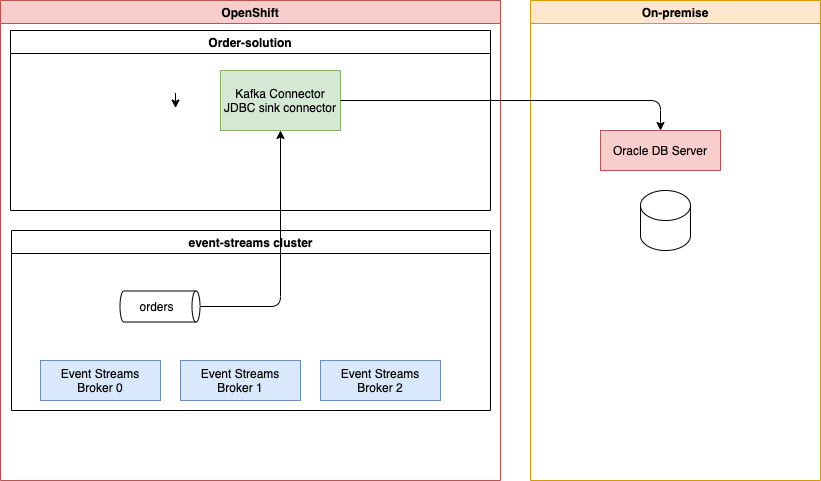 OpenShift
On-premise
Order-solution
Kafka Connector
JDBC sink connector
Oracle DB Server
event-streams cluster
orders
Event Streams
Broker 0
Event Streams
Broker 1
Event Streams
Broker 2